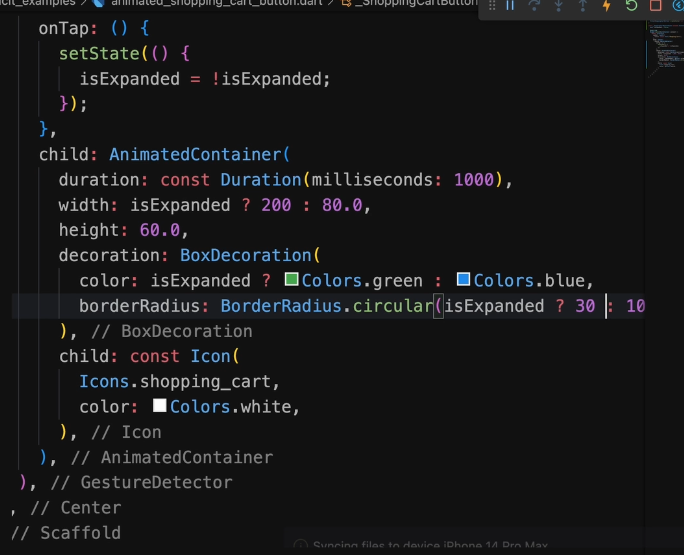 cit_examples / animated_shopping_cart_button.dart / _ShoppingCartButton
onTap: () {
setState(() {
isExpanded = !isExpanded;
});
},
child: AnimatedContainer(
duration: const Duration(milliseconds: 1000),
width: isExpanded ? 200 : 80.0,
height: 60.0,
decoration: BoxDecoration(
color: isExpanded ? Colors.green : Colors.blue,
borderRadius: BorderRadius.circular(isExpanded ? 30 : 10
), // BoxDecoration
child: const Icon(
Icons.shopping_cart,
color: Colors.white,
), // Icon
), // AnimatedContainer
), // GestureDetector
, // Center
// Scaffold
Syncing files to device iPhone 14 Pro Max